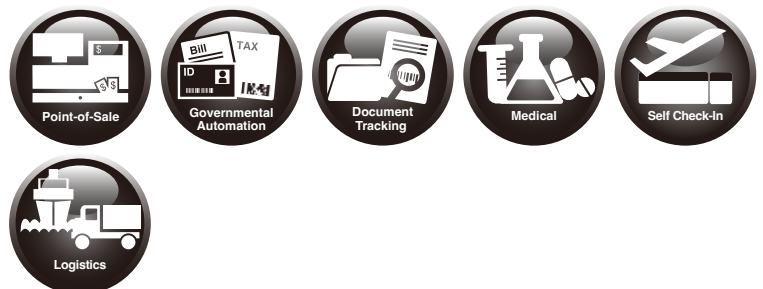 $
Point-of-Sale
$ $
Bill
TAX
ID
Governmental
Automation
Document
Tracking
Medical
Self Check-In
Logistics